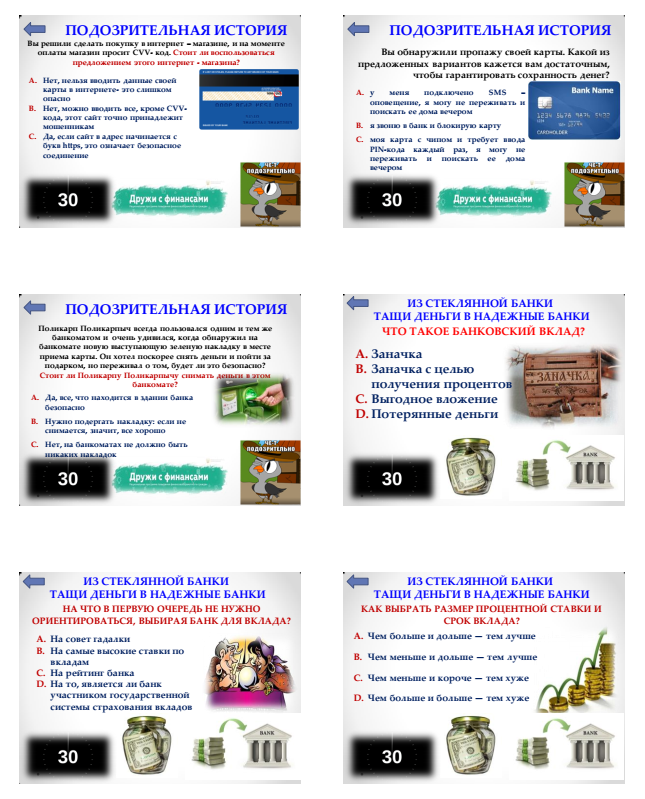 ПОДОЗРИТЕЛЬНАЯ ИСТОРИЯ
Вы решили сделать покупку в интернет – магазине, и на моменте
оплаты магазин просит CVV- код. Стоит ли воспользоваться
предложением этого интернет - магазина?
A. Нет, нельзя вводить данные своей
карты в интернете- это слишком
опасно
B. Нет, можно вводить все, кроме CVV-
кода, этот сайт точно принадлежит
мошенникам
C. Да, если сайт в адрес начинается с
букв https, это означает безопасное
соединение
ПОДОЗРИТЕЛЬНО
30
Дружи с финансами
ПОДОЗРИТЕЛЬНАЯ ИСТОРИЯ
Вы обнаружили пропажу своей карты. Какой из
предложенных вариантов кажется вам достаточным,
чтобы гарантировать сохранность денег?
A. у меня подключено SMS –
оповещение, я могу не переживать и
поискать ее дома вечером
B. я звоню в банк и блокирую карту
C. моя карта с чипом и требует ввода
PIN-кода каждый раз, я могу не
переживать и поискать ее дома
вечером
Bank Name
CARDHOLDER
ПОДОЗРИТЕЛЬНО
30
Дружи с финансами
ПОДОЗРИТЕЛЬНАЯ ИСТОРИЯ
Поликарп Поликарпыч всегда пользовался одним и тем же
банкоматом и очень удивился, когда обнаружил на
банкомате новую выступающую зеленую накладку в месте
приема карты. Он хотел поскорее снять деньги и пойти за
подарком, но переживал о том, будет ли это безопасно?
Стоит ли Поликарпу Поликарпычу снимать деньги в этом
банкомате?
A. Да, все, что находится в здании банка
безопасно
B. Нужно подергать накладку: если не
снимается, значит, все хорошо
C. Нет, на банкоматах не должно быть
никаких накладок
ПОДОЗРИТЕЛЬНО
30
Дружи с финансами
ИЗ СТЕКЛЯННОЙ БАНКИ
ТАЩИ ДЕНЬГИ В НАДЕЖНЫЕ БАНКИ
ЧТО ТАКОЕ БАНКОВСКИЙ ВКЛАД?
A. Заначка
B. Заначка с целью
получения процентов
C. Выгодное вложение
D. Потерянные деньги
ЗАНАЧКА
30
BANK
ИЗ СТЕКЛЯННОЙ БАНКИ
ТАЩИ ДЕНЬГИ В НАДЕЖНЫЕ БАНКИ
НА ЧТО В ПЕРВУЮ ОЧЕРЕДЬ НЕ НУЖНО
ОРИЕНТИРОВАТЬСЯ, ВЫБИРАЯ БАНК ДЛЯ ВКЛАДА?
A. На совет гадалки
B. На самые высокие ставки по
вкладам
C. На рейтинг банка
D. На то, является ли банк
участником государственной
системы страхования вкладов
30
BANK
ИЗ СТЕКЛЯННОЙ БАНКИ
ТАЩИ ДЕНЬГИ В НАДЕЖНЫЕ БАНКИ
КАК ВЫБРАТЬ РАЗМЕР ПРОЦЕНТНОЙ СТАВКИ И
СРОК ВКЛАДА?
A. Чем больше и дольше — тем лучше
B. Чем меньше и дольше — тем лучше
C. Чем меньше и короче — тем хуже
D. Чем больше и больше — тем хуже
30
BANK